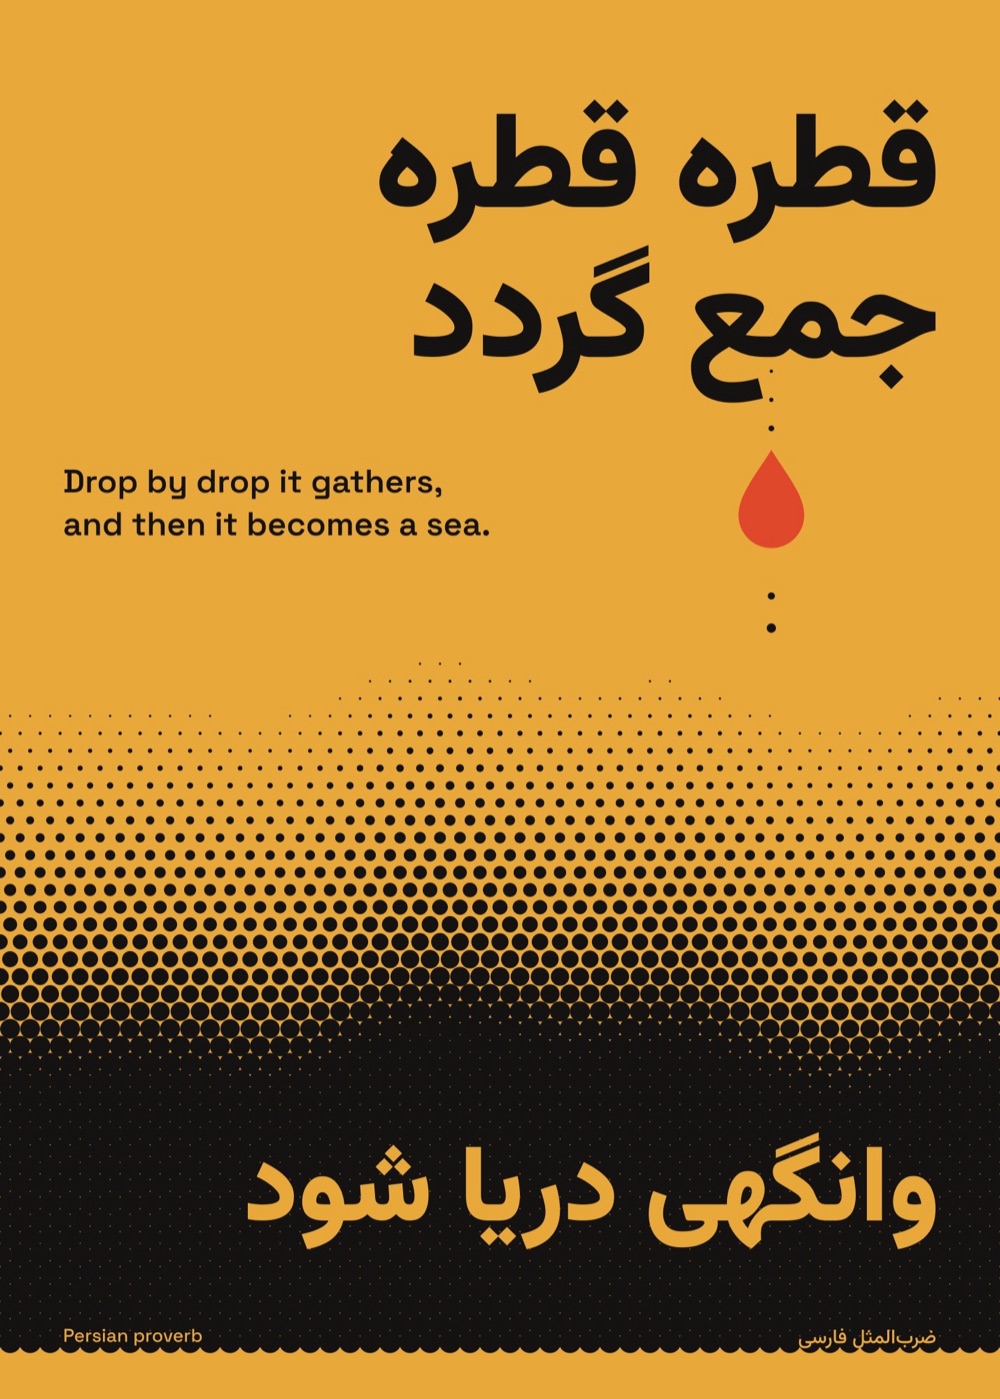 قطره قطره
جمع گردد
Drop by drop it gathers,
and then it becomes a sea.
وانگهی دریا شود
Persian proverb
ضرب‌المثل فارسی